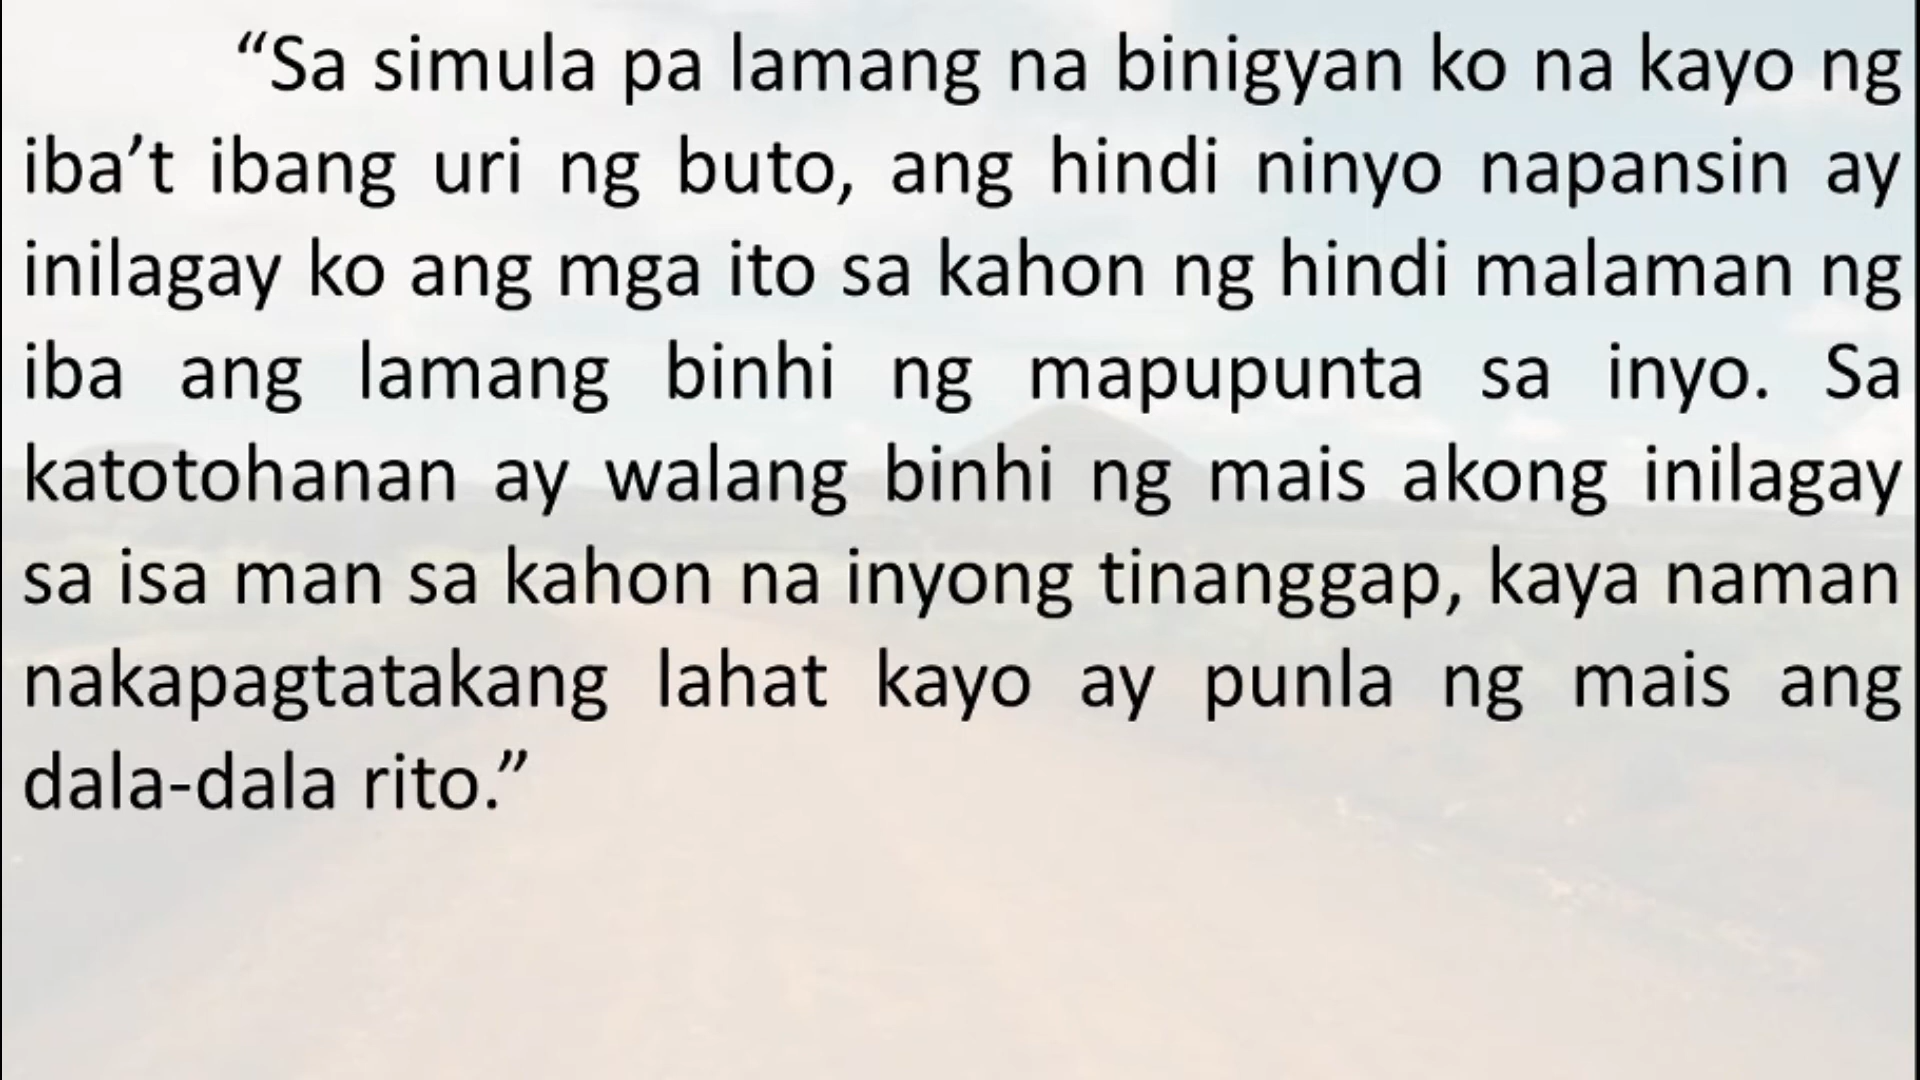 “Sa simula pa lamang na binigyan ko na kayo ng
iba’t ibang uri ng buto, ang hindi ninyo napansin ay
inilagay ko ang mga ito sa kahon ng hindi malaman ng
iba ang lamang binhi ng mapupunta sa inyo. Sa
katotohanan ay walang binhi ng mais akong inilagay
sa isa man sa kahon na inyong tinanggap, kaya naman
nakapagtatakang lahat kayo ay punla ng mais ang
dala-dala rito.”